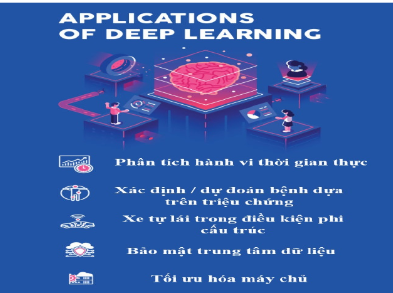 APPLICATIONS
OF DEEP LEARNING
Phân tích hành vi thời gian thực
Xác định / dự đoán bệnh dựa
trên triệu chứng
Xe tự lái trong điều kiện phi
cấu trúc
Bảo mật trung tâm dữ liệu
Tối ưu hóa máy chủ